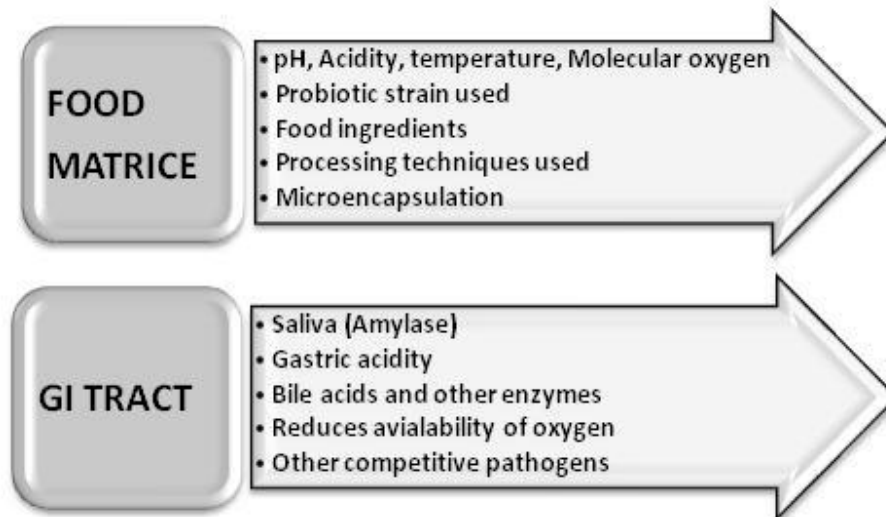 FOOD
MATRICE
• pH, Acidity, temperature, Molecular oxygen
• Probiotic strain used
• Food ingredients
• Processing techniques used
• Microencapsulation
GI TRACT
• Saliva (Amylase)
• Gastric acidity
• Bile acids and other enzymes
• Reduces avialability of oxygen
• Other competitive pathogens